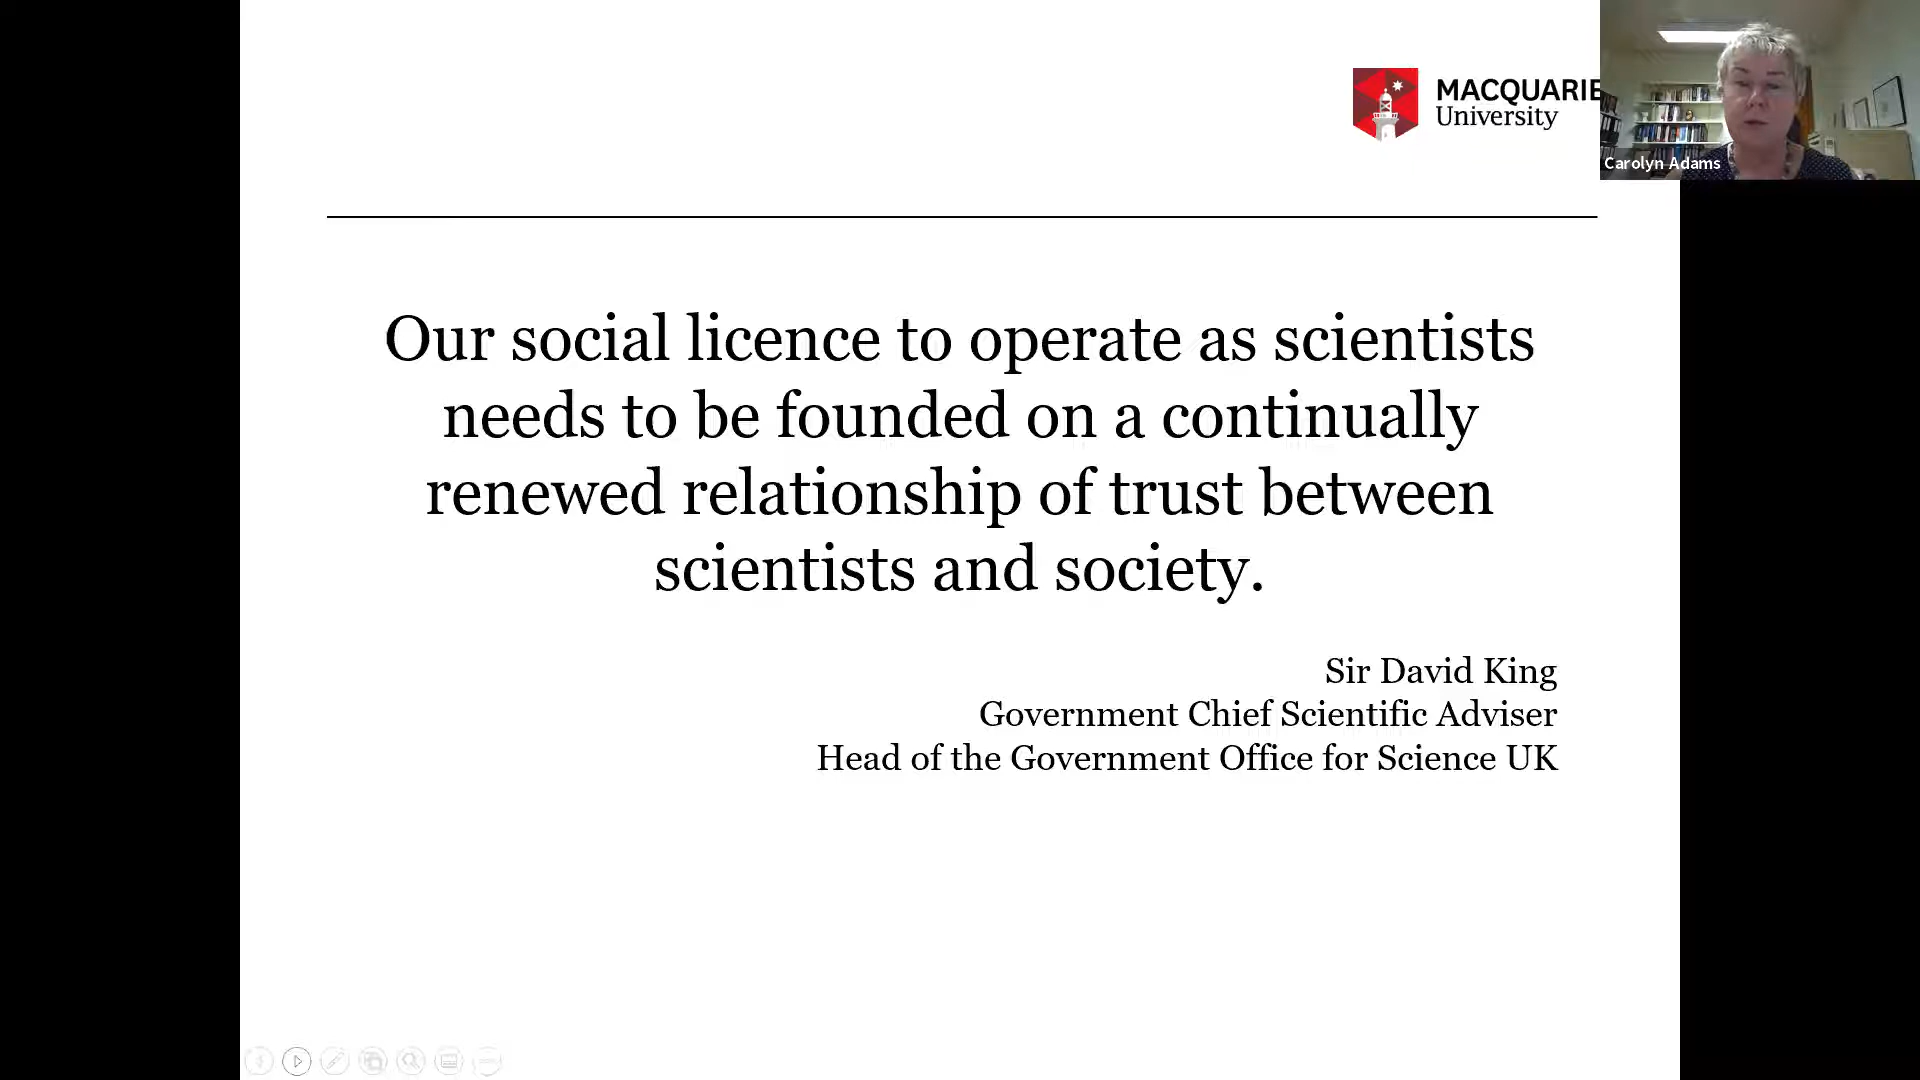 MACQUARIE
University
Carolyn Adams
Our social licence to operate as scientists
needs to be founded on a continually
renewed relationship of trust between
scientists and society.
Sir David King
Government Chief Scientific Adviser
Head of the Government Office for Science UK